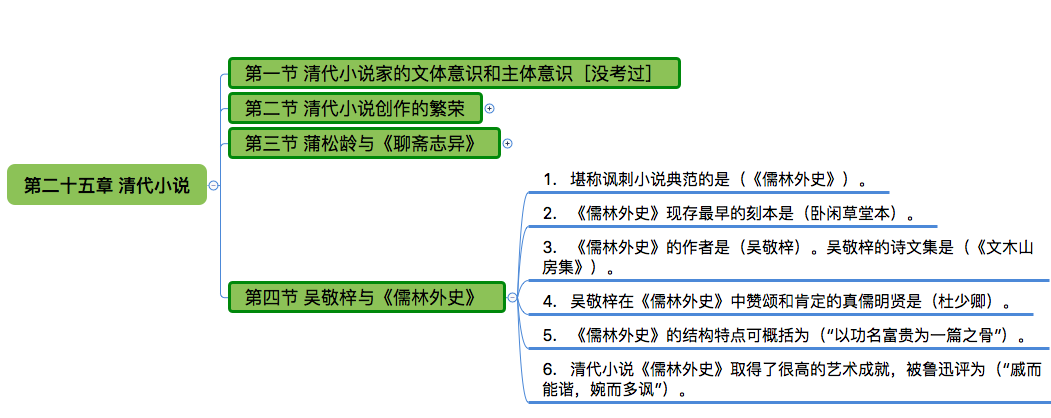 第二十五章 清代小说
第一节 清代小说家的文体意识和主体意识［没考过］
第二节 清代小说创作的繁荣
第三节 蒲松龄与《聊斋志异》
第四节 吴敬梓与《儒林外史》
1. 堪称讽刺小说典范的是（《儒林外史》）。
2. 《儒林外史》现存最早的刻本是（卧闲草堂本）。
3. 《儒林外史》的作者是（吴敬梓）。吴敬梓的诗文集是（《文木山
房集》）。
4. 吴敬梓在《儒林外史》中赞颂和肯定的真儒明贤是（杜少卿）。
5. 《儒林外史》的结构特点可概括为（“以功名富贵为一篇之骨”）。
6. 清代小说《儒林外史》取得了很高的艺术成就，被鲁迅评为（“戚而
能谐，婉而多讽”）。